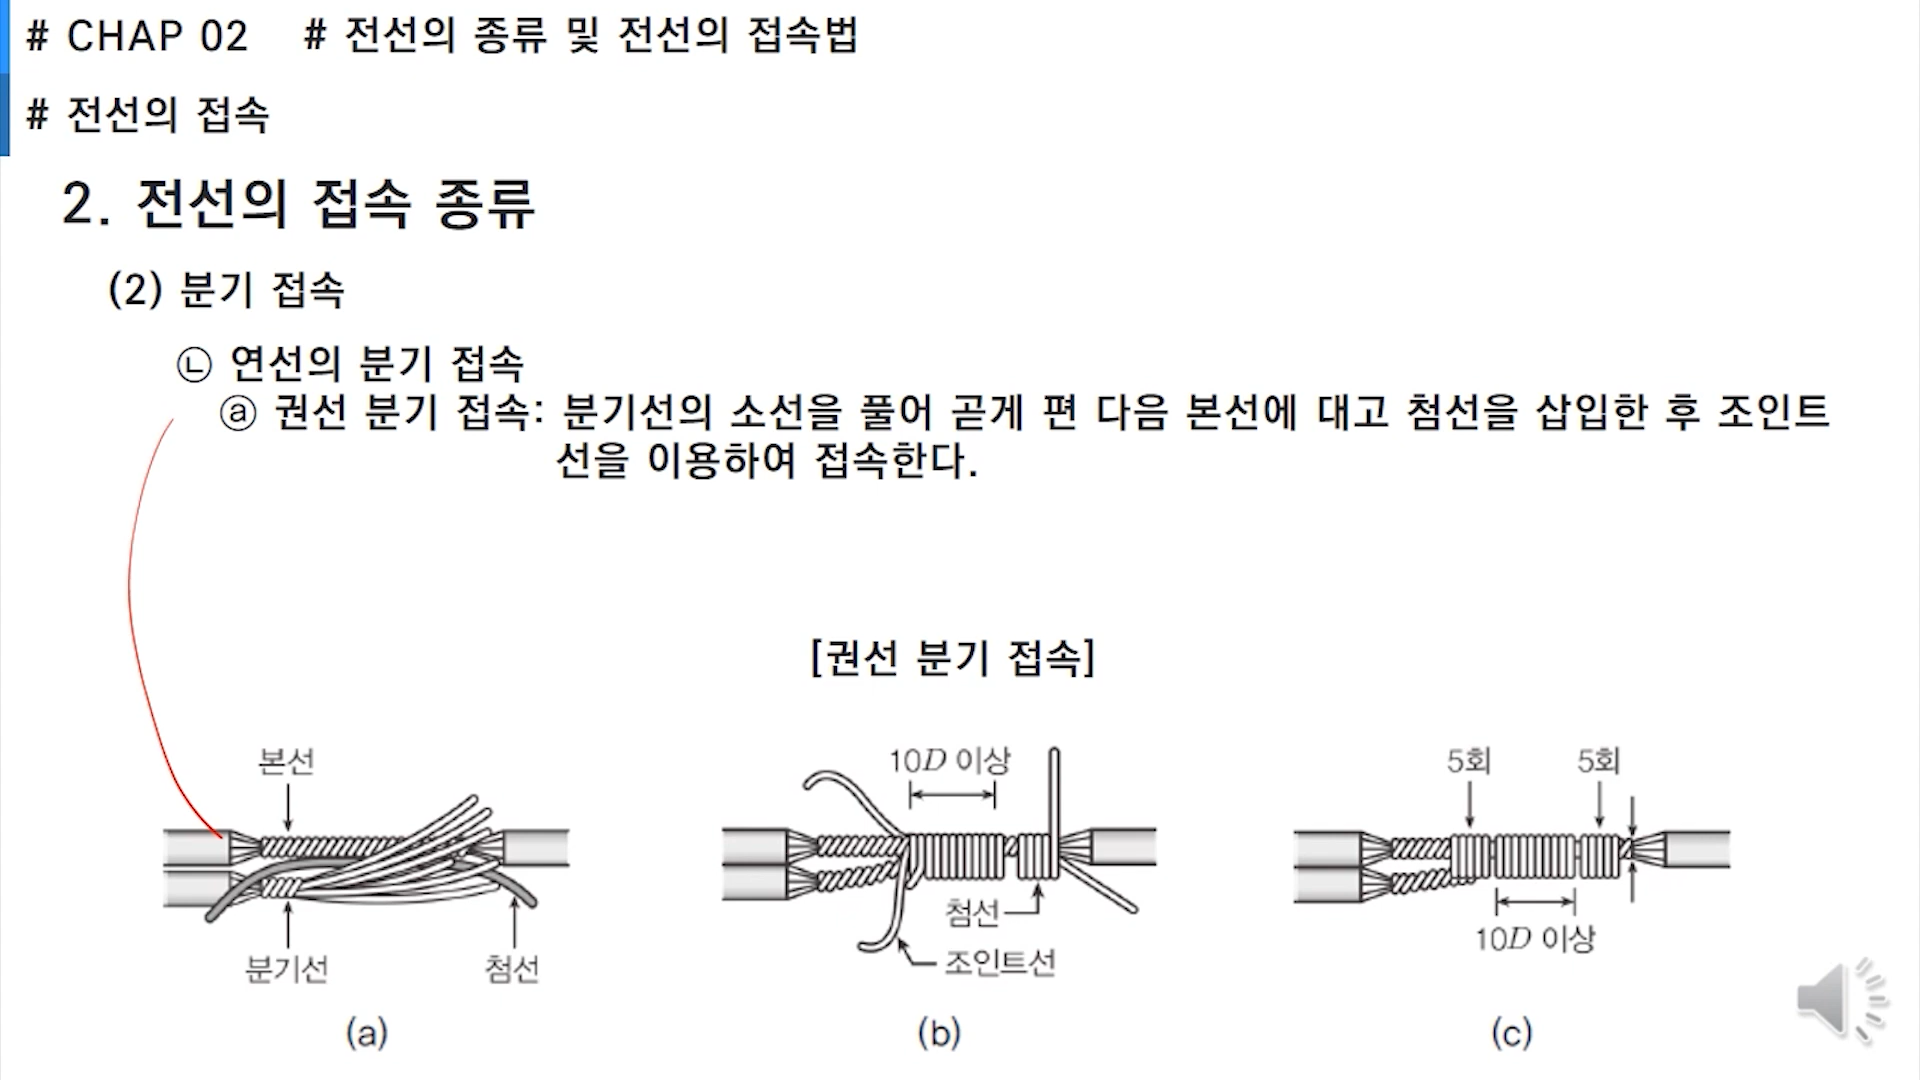 # CHAP 02 # 전선의 종류 및 전선의 접속법
# 전선의 접속
2. 전선의 접속 종류
(2) 분기 접속
㉡ 연선의 분기 접속
ⓐ 권선 분기 접속: 분기선의 소선을 풀어 곧게 편 다음 본선에 대고 첨선을 삽입한 후 조인트
선을 이용하여 접속한다.
[권선 분기 접속]
본선
분기선
첨선
(a)
10D 이상
첨선
조인트선
(b)
5회 5회
10D 이상
(c)